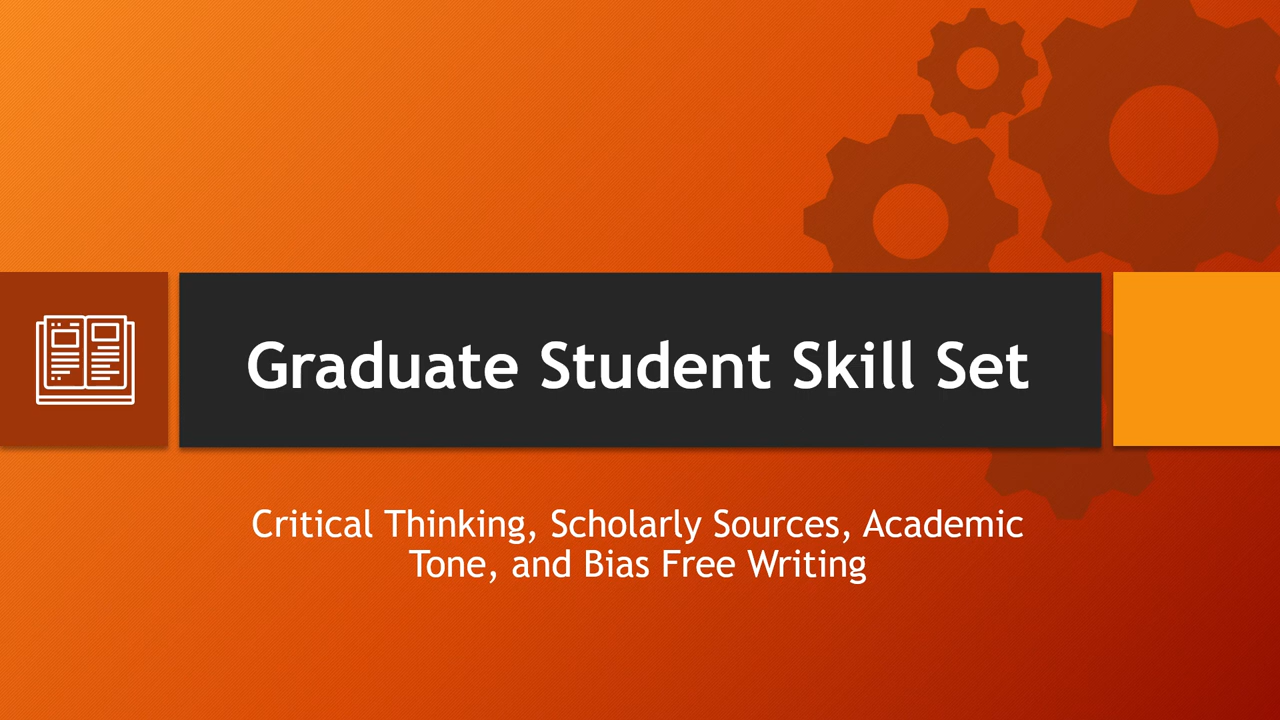 Graduate Student Skill Set
Critical Thinking, Scholarly Sources, Academic
Tone, and Bias Free Writing